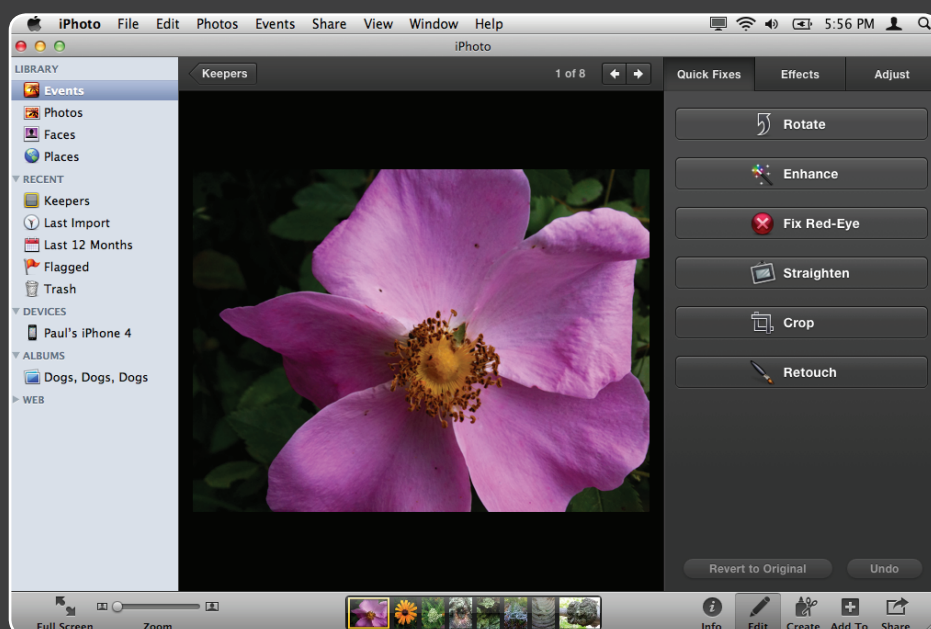 iPhoto File Edit Photos Events Share View Window Help 5:56 PM
iPhoto
LIBRARY
Events
Photos
Faces
Places
RECENT
Keepers
Last Import
Last 12 Months
Flagged
Trash
DEVICES
Paul's iPhone 4
ALBUMS
Dogs, Dogs, Dogs
WEB
Keepers 1 of 8
Quick Fixes Effects Adjust
Rotate
Enhance
Fix Red-Eye
Straighten
Crop
Retouch
Revert to Original Undo
Full Screen Zoom Info Edit Create Add To Share